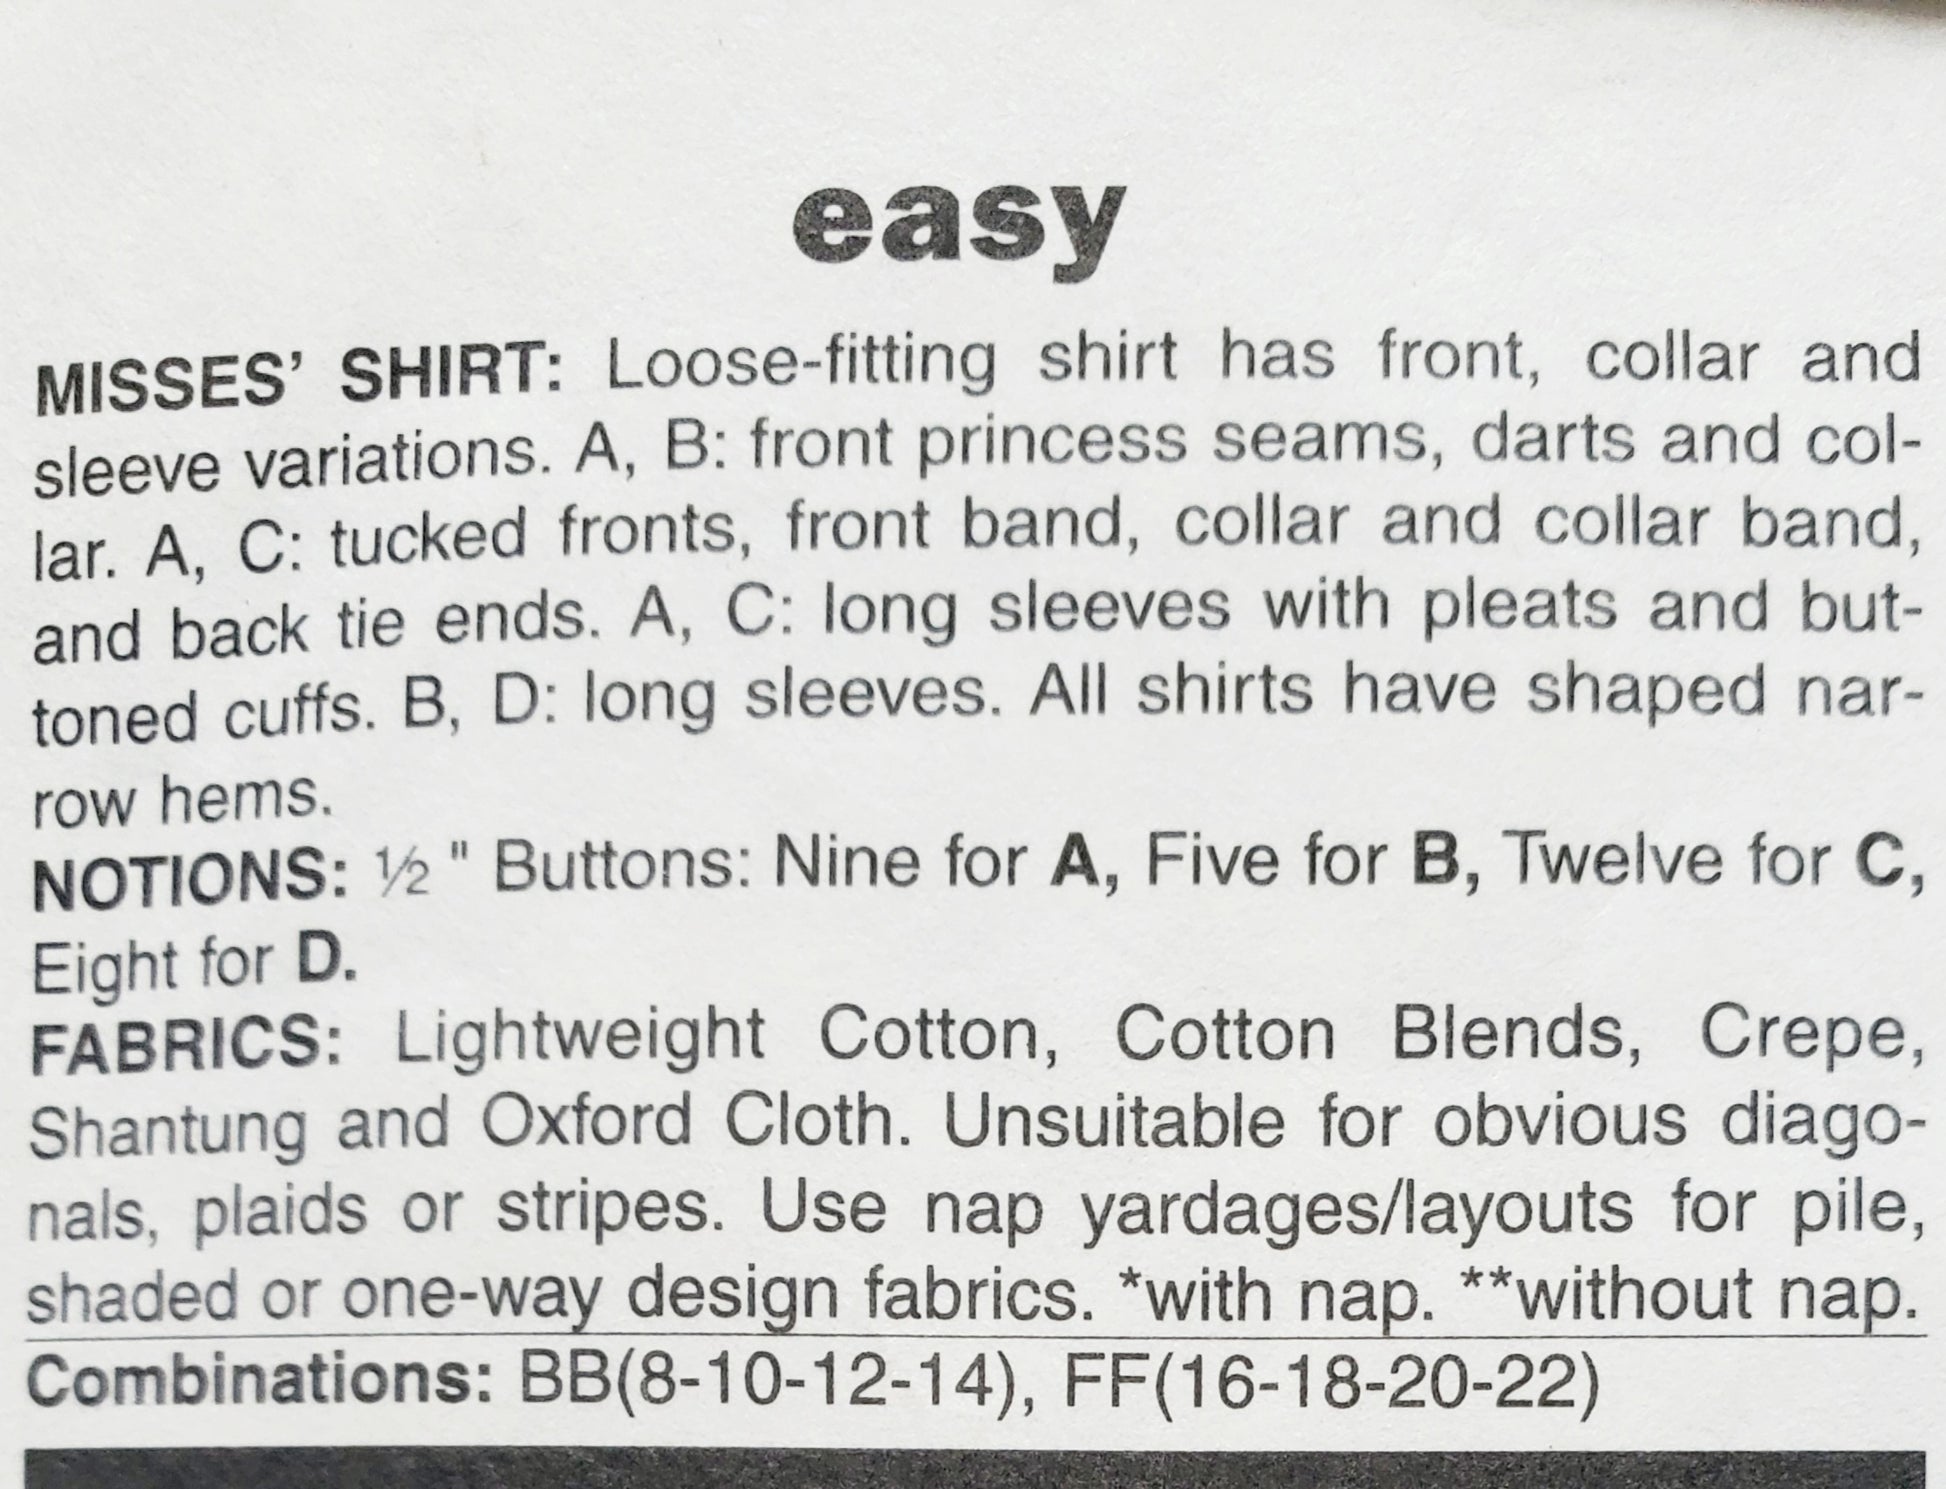 easy
MISSES' SHIRT: Loose-fitting shirt has front, collar and
sleeve variations. A, B: front princess seams, darts and col-
lar. A, C: tucked fronts, front band, collar and collar band,
and back tie ends. A, C: long sleeves with pleats and but-
toned cuffs. B, D: long sleeves. All shirts have shaped nar-
row hems.
NOTIONS: ½ " Buttons: Nine for A, Five for B, Twelve for C,
Eight for D.
FABRICS: Lightweight Cotton, Cotton Blends, Crepe,
Shantung and Oxford Cloth. Unsuitable for obvious diago-
nals, plaids or stripes. Use nap yardages/layouts for pile,
shaded or one-way design fabrics. *with nap. **without nap.
Combinations: BB(8-10-12-14), FF(16-18-20-22)